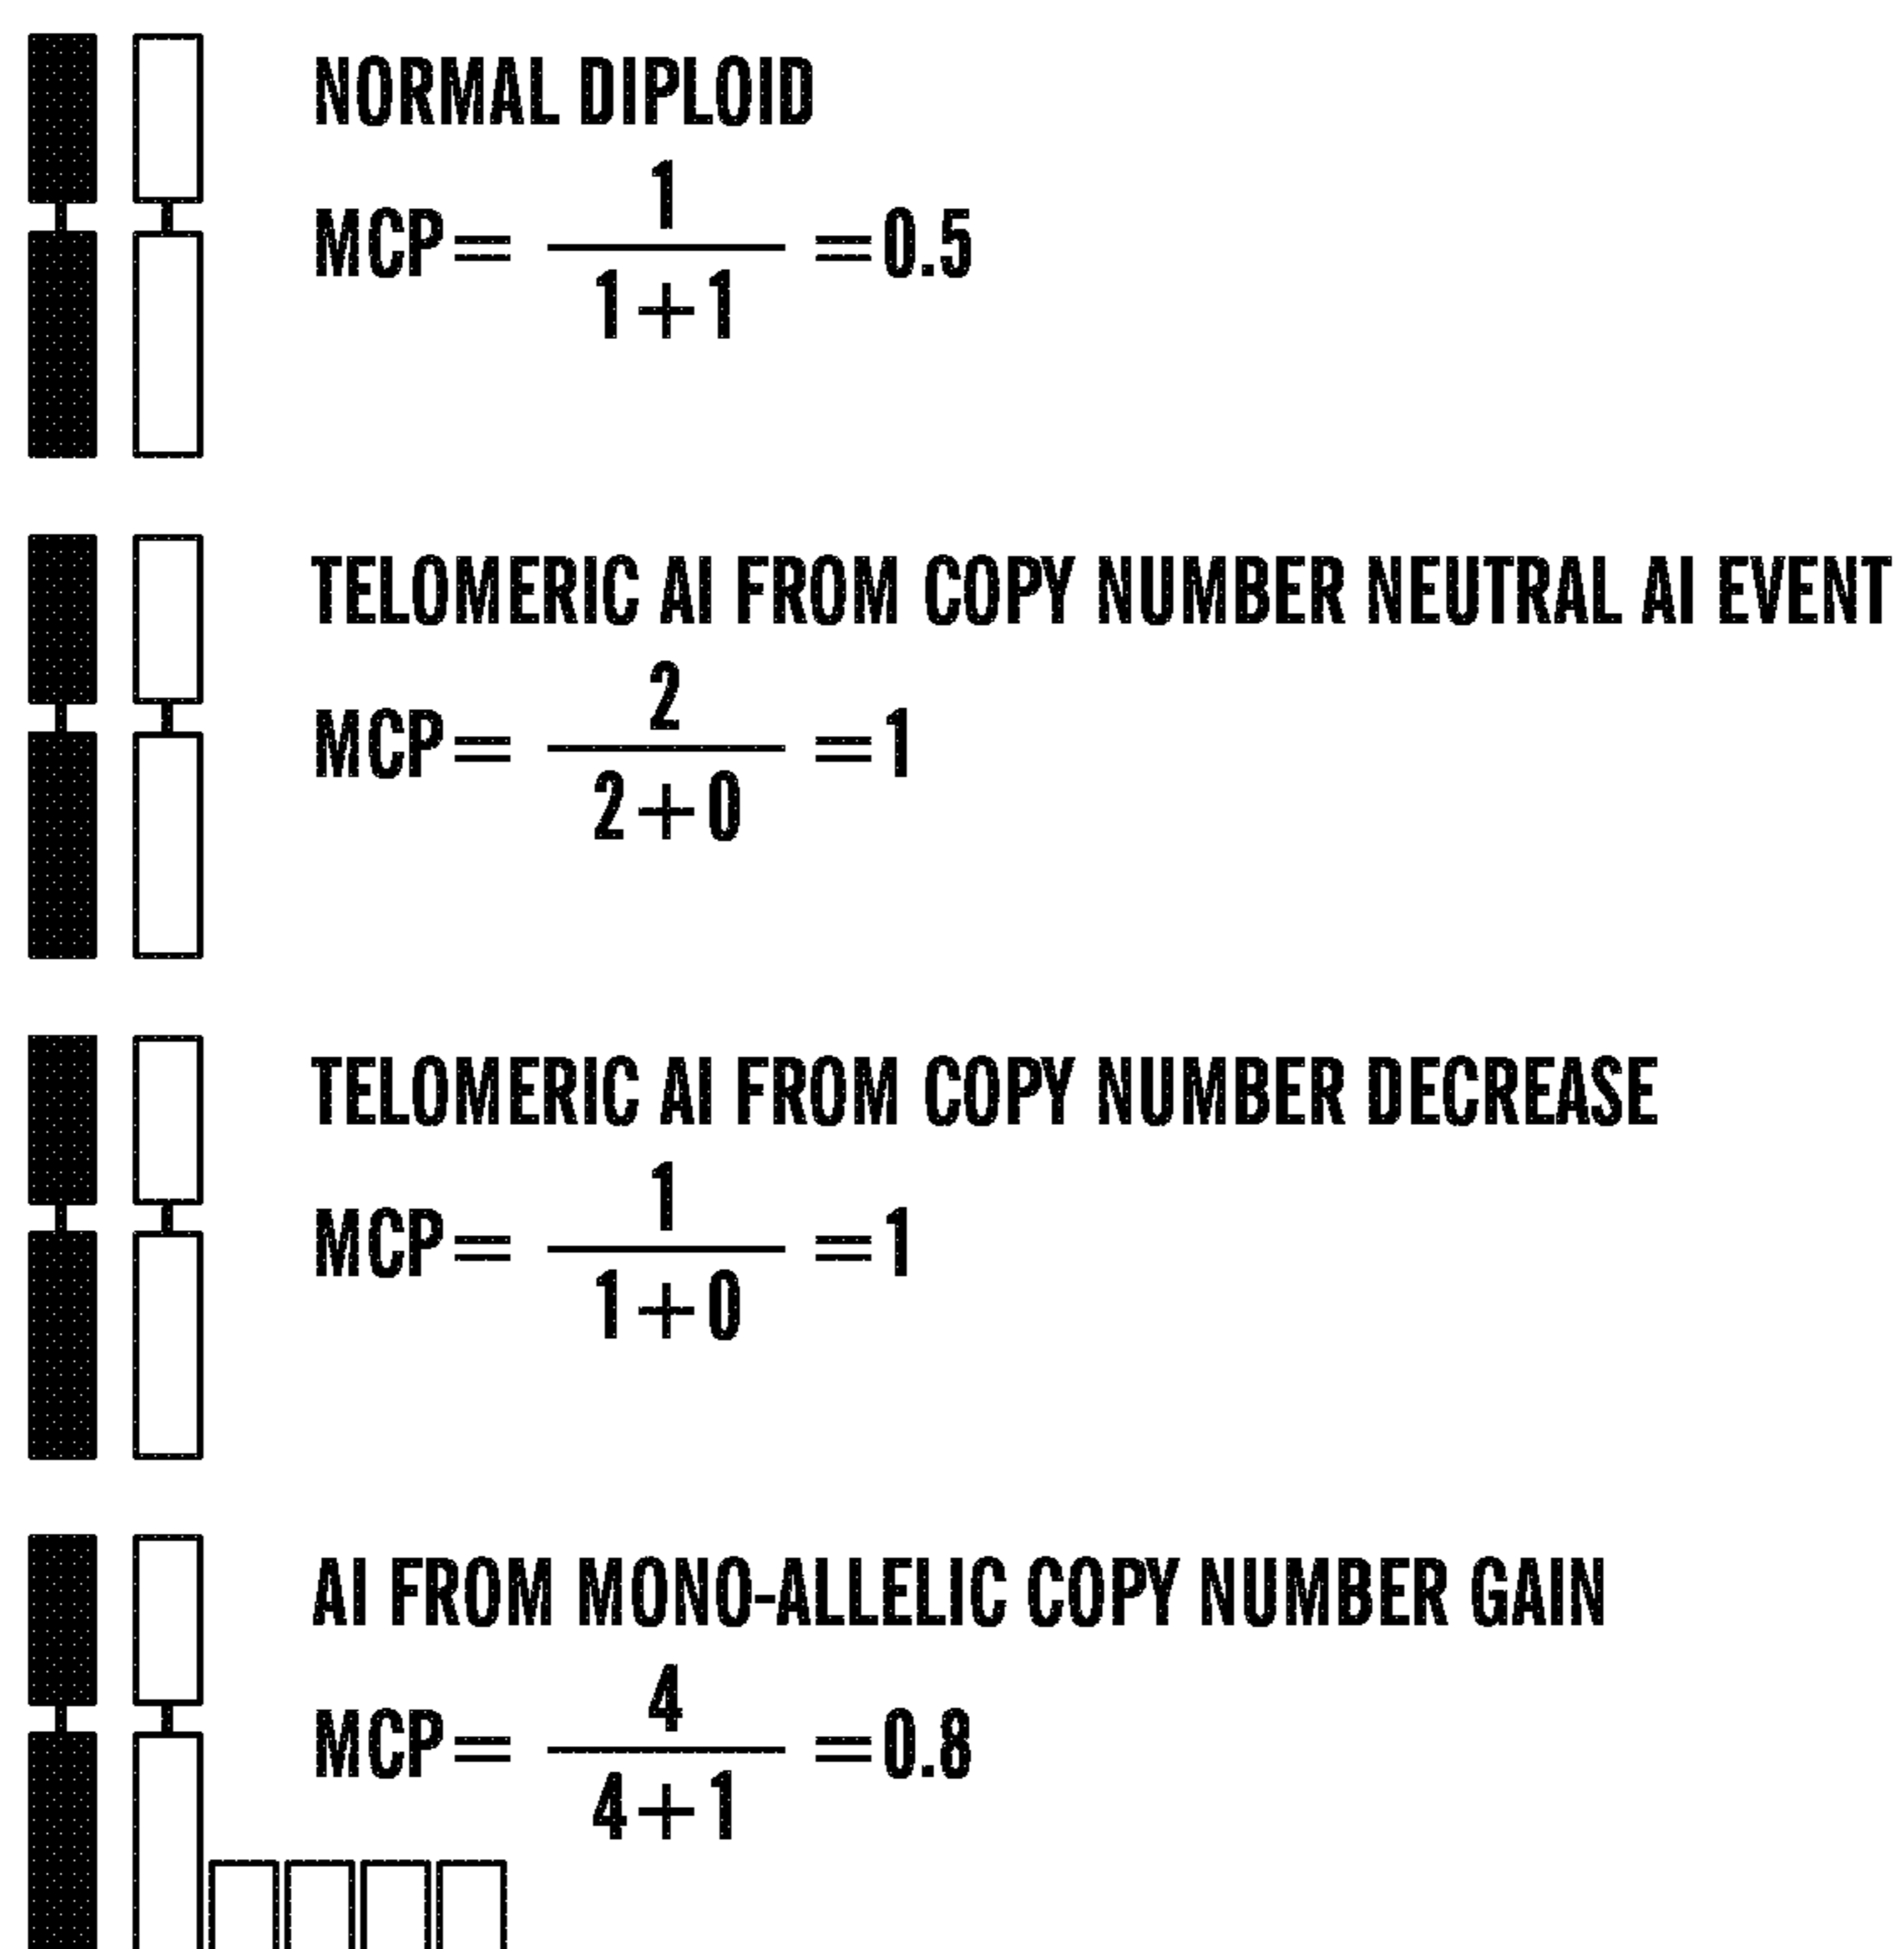 NORMAL DIPLOID
MCP= 1 =0.5
1+1
TELOMERIC AI FROM COPY NUMBER NEUTRAL AI EVENT
MCP= 2 =1
2+0
TELOMERIC AI FROM COPY NUMBER DECREASE
MCP= 1 =1
1+0
AI FROM MONO-ALLELIC COPY NUMBER GAIN
MCP= 4 =0.8
4+1